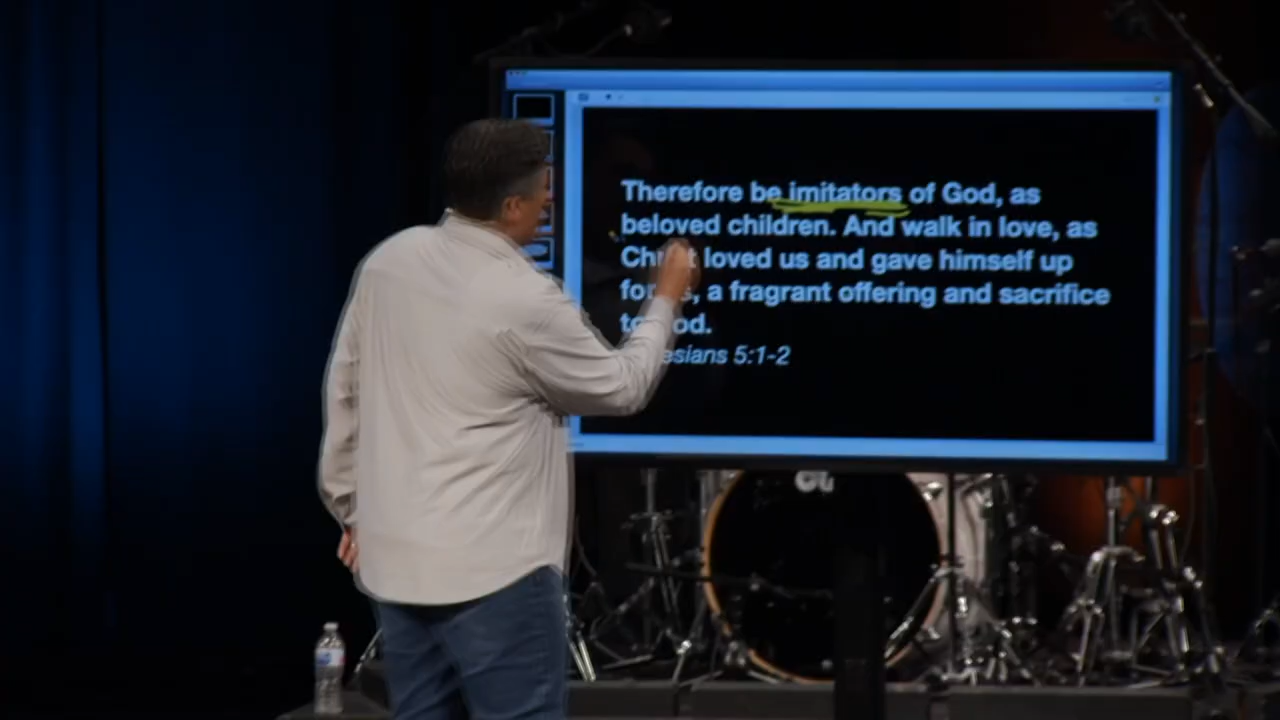 Therefore be imitators of God, as
beloved children. And walk in love, as
loved us and gave himself up
a fragrant offering and sacrifice
esians 5:1-2